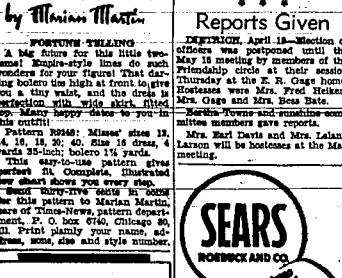 by Marian Martin
FORTUNE-TELLING
A big future for this little two-
some! Empire-style lines do such
wonders for your figure! That dar-
ling bolero ties high at front to give
you a tiny waist, and the dress is
perfection with wide skirt, fitted
top. Many happy dates to you in
this outfit!
Pattern R9248: Misses' sizes 12,
14, 16, 18, 20; 40. Size 16 dress, 4
yards 35-inch; bolero 1¾ yards.
This easy-to-use pattern gives
perfect fit. Complete, illustrated
sew chart shows you every step.
Send thirty-five cents in coins
for this pattern to Marian Martin,
care of Times-News, pattern depart-
ment, P. O. box 6740, Chicago 80,
Ill. Print plainly your name, ad-
dress, zone, size and style number.
Reports Given
DIETRICH, April 15—Election of
officers was postponed until the
May 15 meeting by members of the
Friendship circle at their session
Thursday at the E. R. Gage home.
Hostesses were Mrs. Fred Heiken,
Mrs. Gage and Mrs. Bess Bate.
Bertha Towne and sunshine com-
mittee members gave reports.
Mrs. Earl Davis and Mrs. Leland
Larson will be hostesses at the May
meeting.
SEARS
ROEBUCK AND CO.